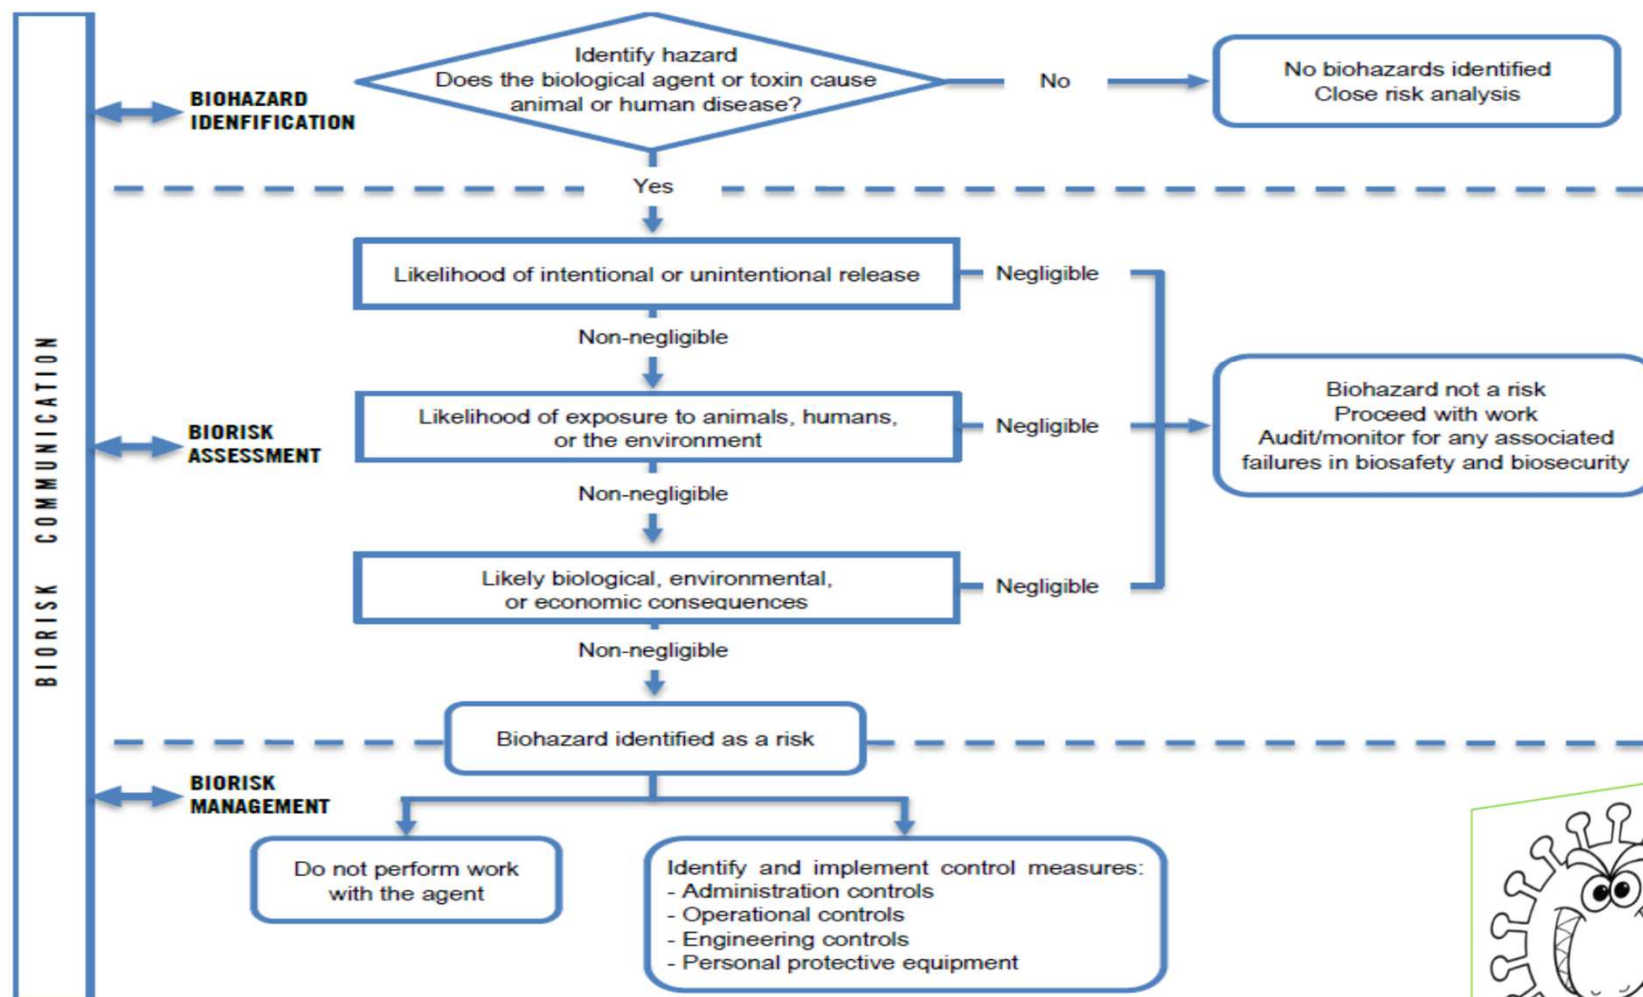 BIORISK COMMUNICATION
BIOHAZARD
IDENFIFICATION
Identify hazard
Does the biological agent or toxin cause
animal or human disease?
No
No biohazards identified
Close risk analysis
Yes
Likelihood of intentional or unintentional release
Negligible
Non-negligible
BIORISK
ASSESSMENT
Likelihood of exposure to animals, humans,
or the environment
Negligible
Biohazard not a risk
Proceed with work
Audit/monitor for any associated
failures in biosafety and biosecurity
Non-negligible
Likely biological, environmental,
or economic consequences
Negligible
Non-negligible
Biohazard identified as a risk
BIORISK
MANAGEMENT
Do not perform work
with the agent
Identify and implement control measures:
- Administration controls
- Operational controls
- Engineering controls
- Personal protective equipment